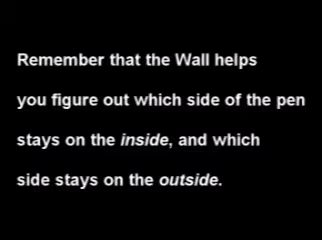 Remember that the Wall helps
you figure out which side of the pen
stays on the inside, and which
side stays on the outside.